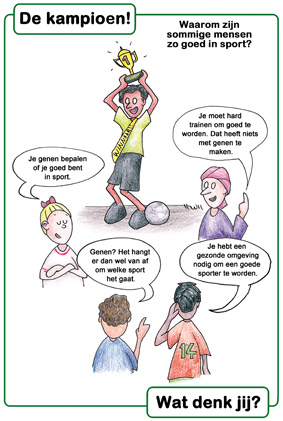 De kampioen!
Waarom zijn
sommige mensen
zo goed in sport?
WINNER
Je moet hard
trainen om goed te
worden. Dat heeft niets
met genen te
maken.
Je genen bepalen
of je goed bent
in sport.
Genen? Het hangt
er dan wel van af
om welke sport
het gaat.
Je hebt een
gezonde omgeving
nodig om een goede
sporter te worden.
14
Wat denk jij?